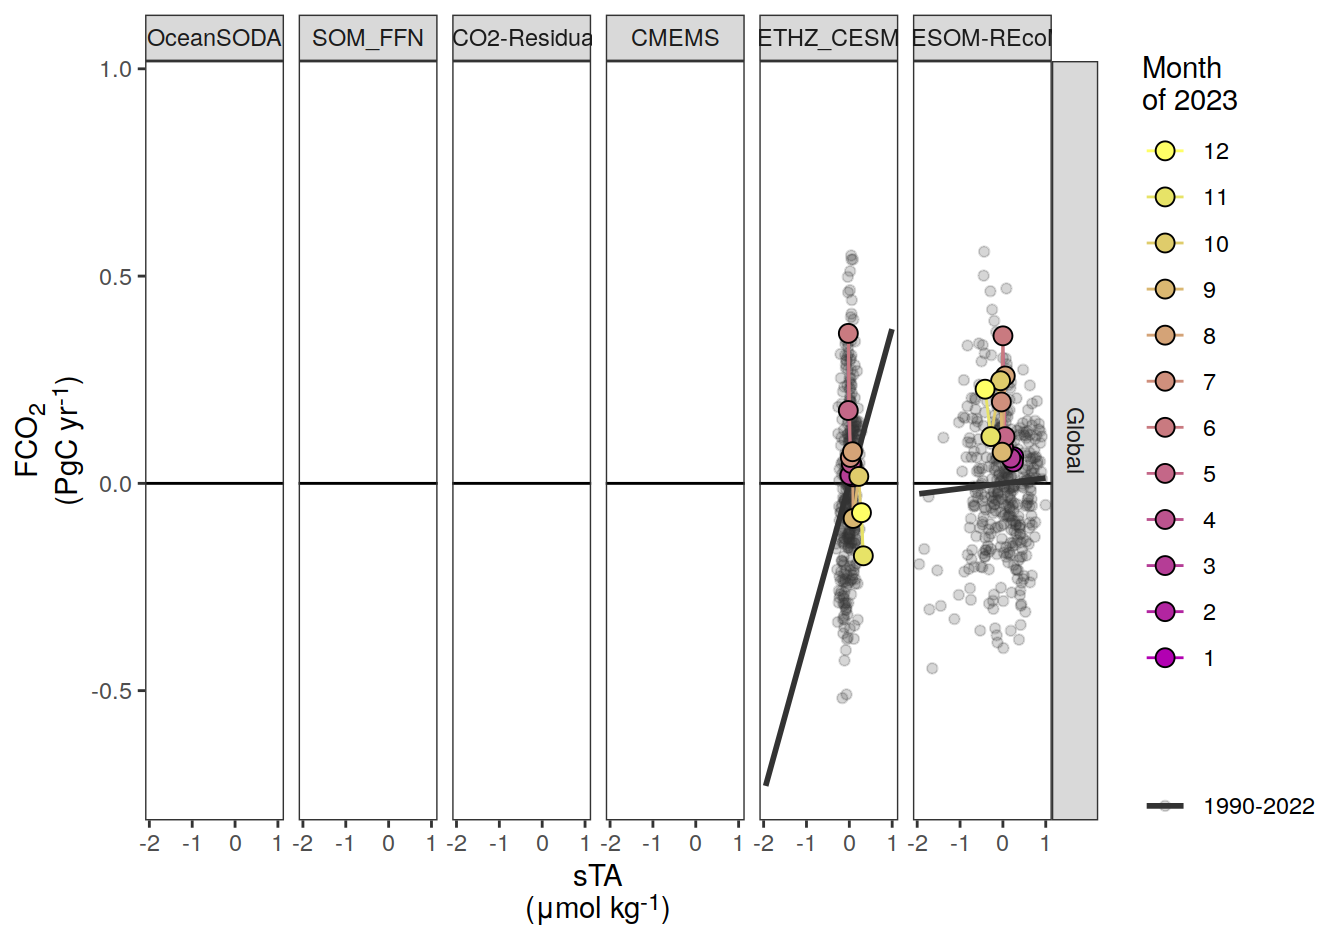 OceanSODA SOM_FFN CO2-Residua CMEMS ETHZ_CESM ESOM-REcoM
1.0
0.5
0.0
-0.5
FCO2
(PgC yr-1)
Global
-2 -1 0 1 -2 -1 0 1 -2 -1 0 1 -2 -1 0 1 -2 -1 0 1 -2 -1 0 1
sTA
(µmol kg-1)
Month
of 2023
12
11
10
9
8
7
6
5
4
3
2
1
1990-2022